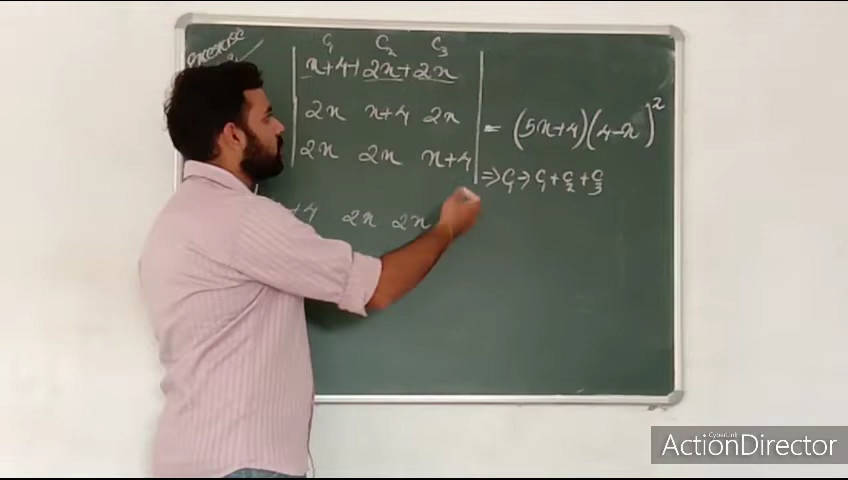 Exercise
C1 C2 C3
x+4+2x+2x
2x x+4 2x = (5x+4)(4-x)^2
2x 2x x+4 ⇒ C1→C1+C2+C3
+4 2x 2x
CyberLink
ActionDirector